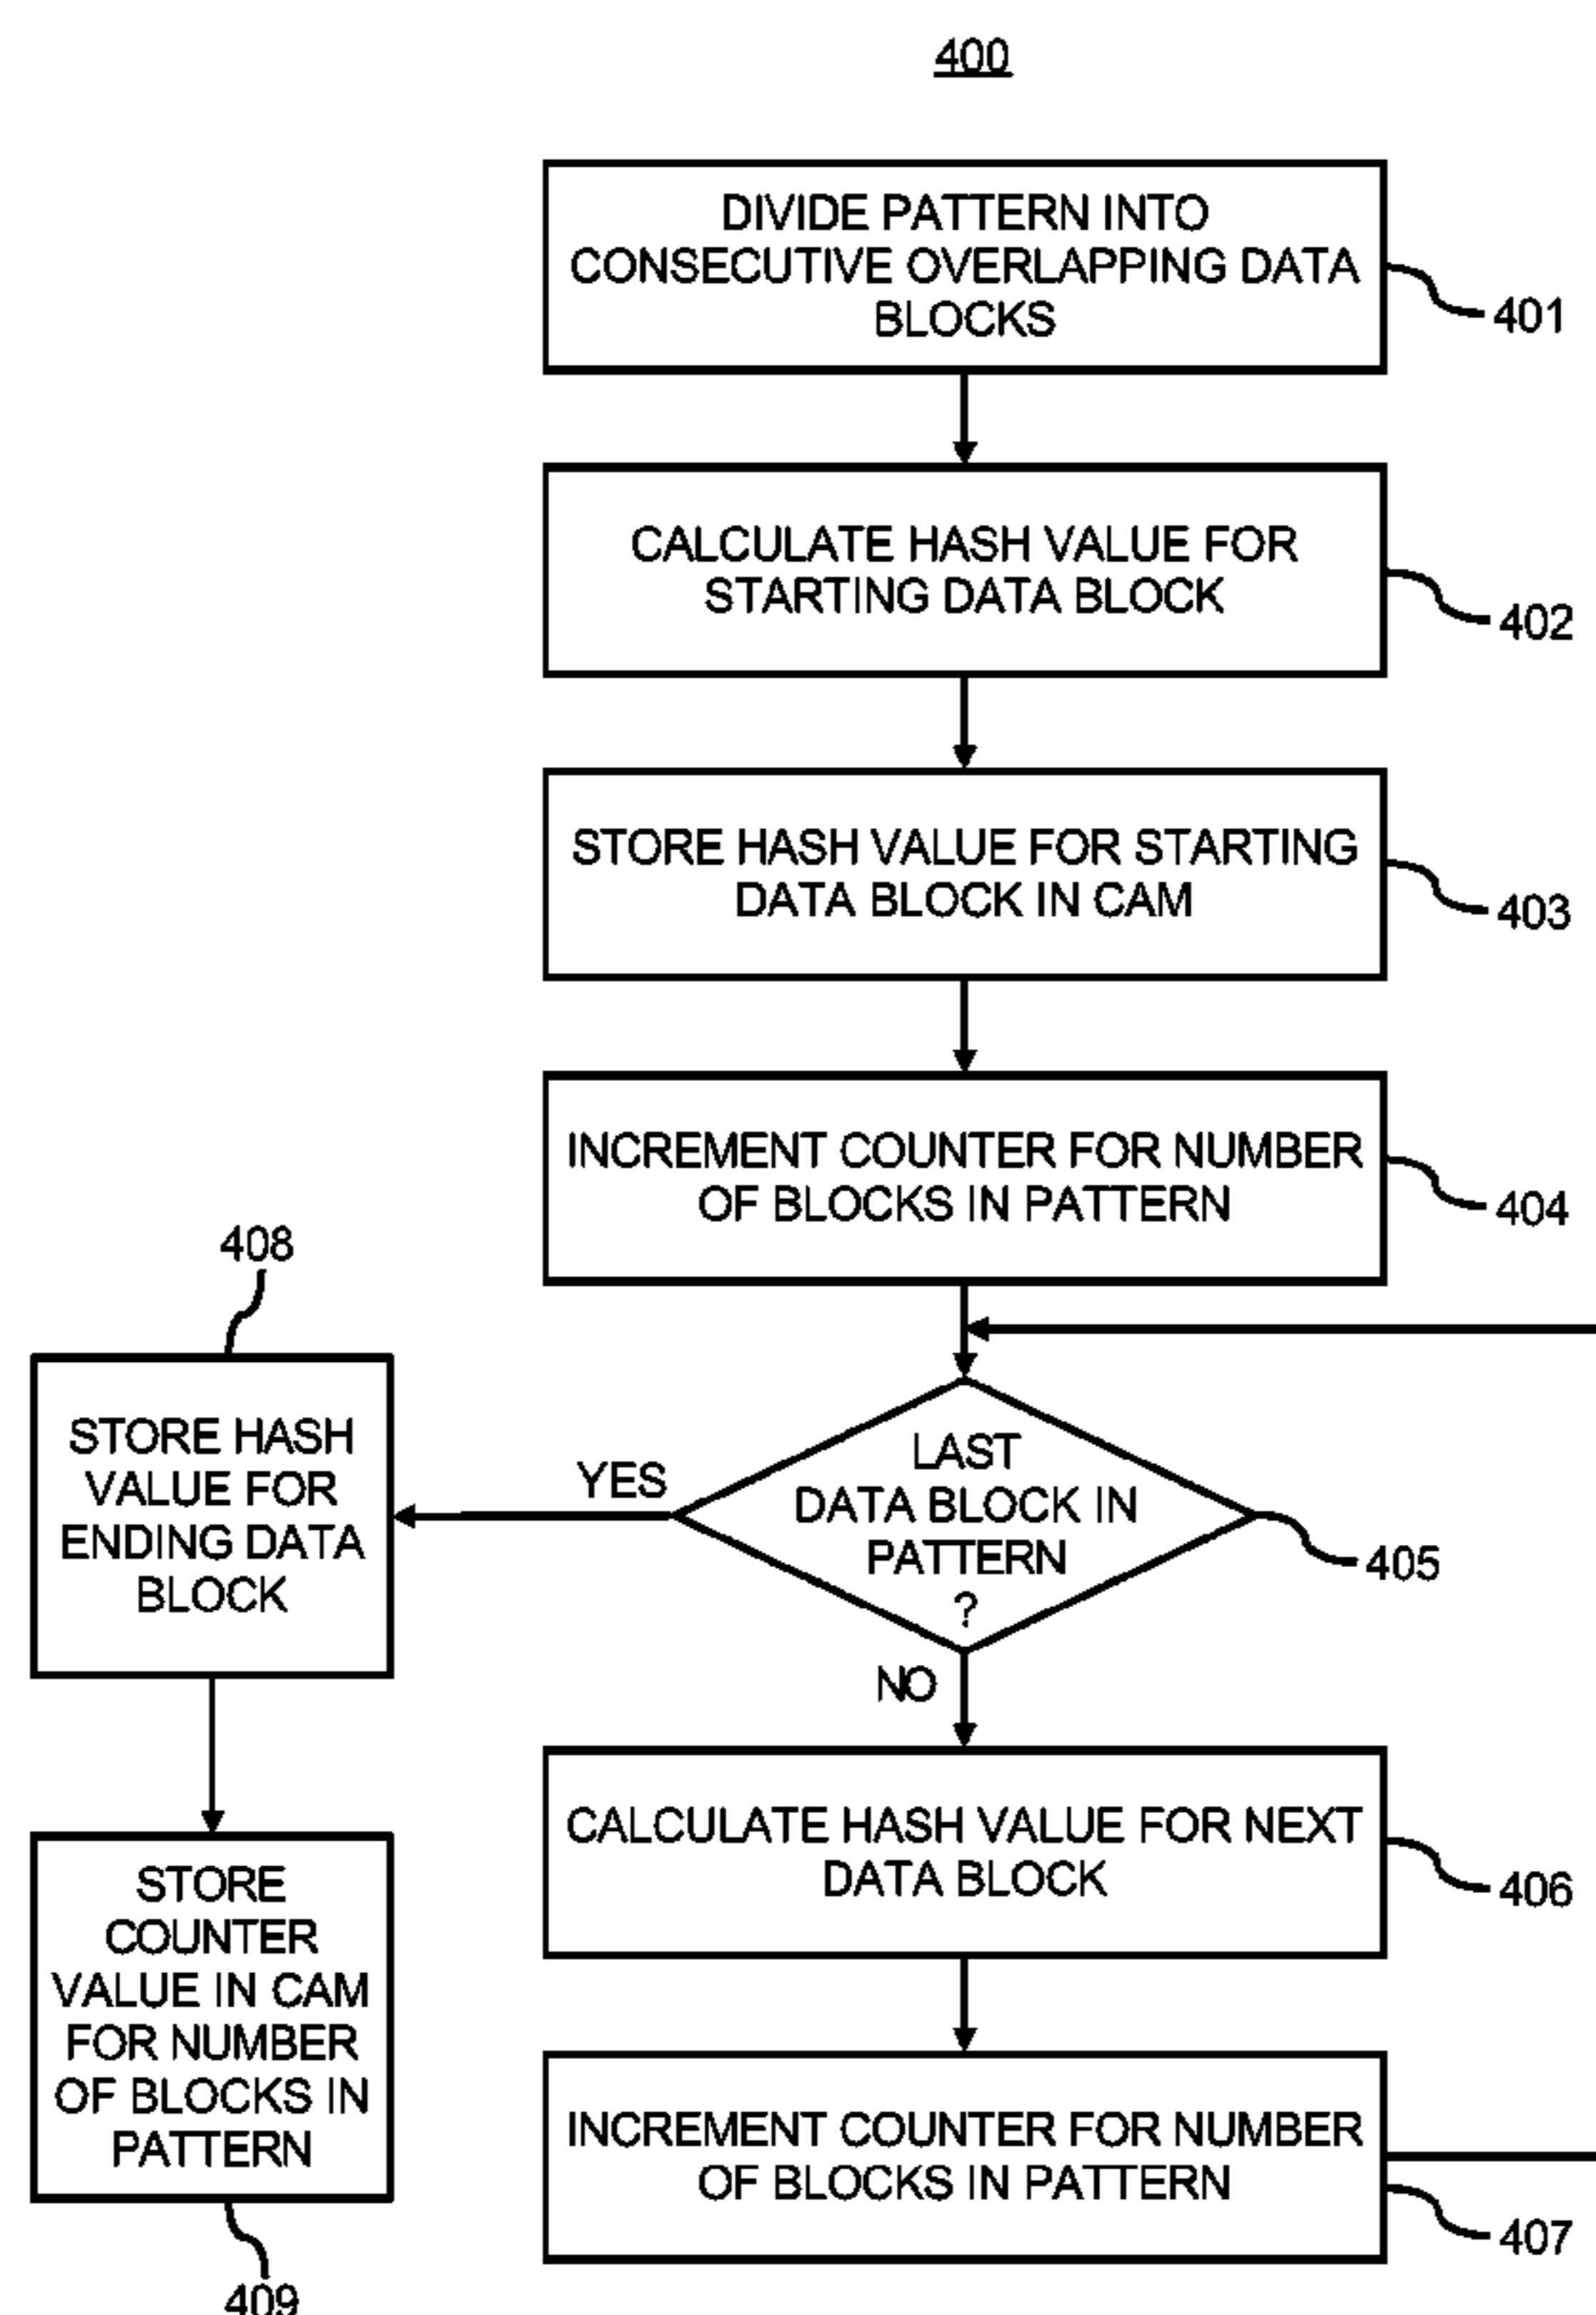 400
DIVIDE PATTERN INTO
CONSECUTIVE OVERLAPPING DATA
BLOCKS
401
CALCULATE HASH VALUE FOR
STARTING DATA BLOCK
402
STORE HASH VALUE FOR STARTING
DATA BLOCK IN CAM
403
INCREMENT COUNTER FOR NUMBER
OF BLOCKS IN PATTERN
404
LAST
DATA BLOCK IN
PATTERN
?
405
YES
NO
408
STORE HASH
VALUE FOR
ENDING DATA
BLOCK
CALCULATE HASH VALUE FOR NEXT
DATA BLOCK
406
STORE
COUNTER
VALUE IN CAM
FOR NUMBER
OF BLOCKS IN
PATTERN
409
INCREMENT COUNTER FOR NUMBER
OF BLOCKS IN PATTERN
407